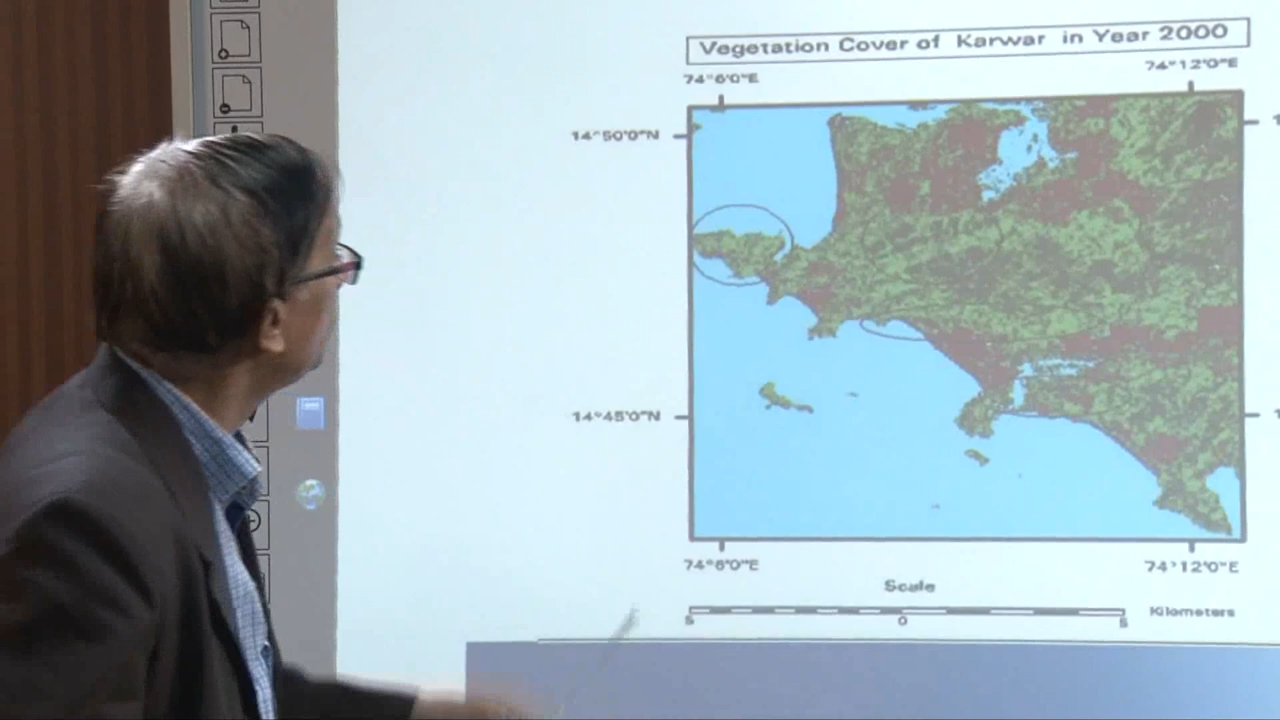 Vegetation Cover of Karwar in Year 2000
74°6'0"E 74°12'0"E
14°50'0"N
14°45'0"N
74°6'0"E 74°12'0"E
Scale
5 0 5 Kilometers